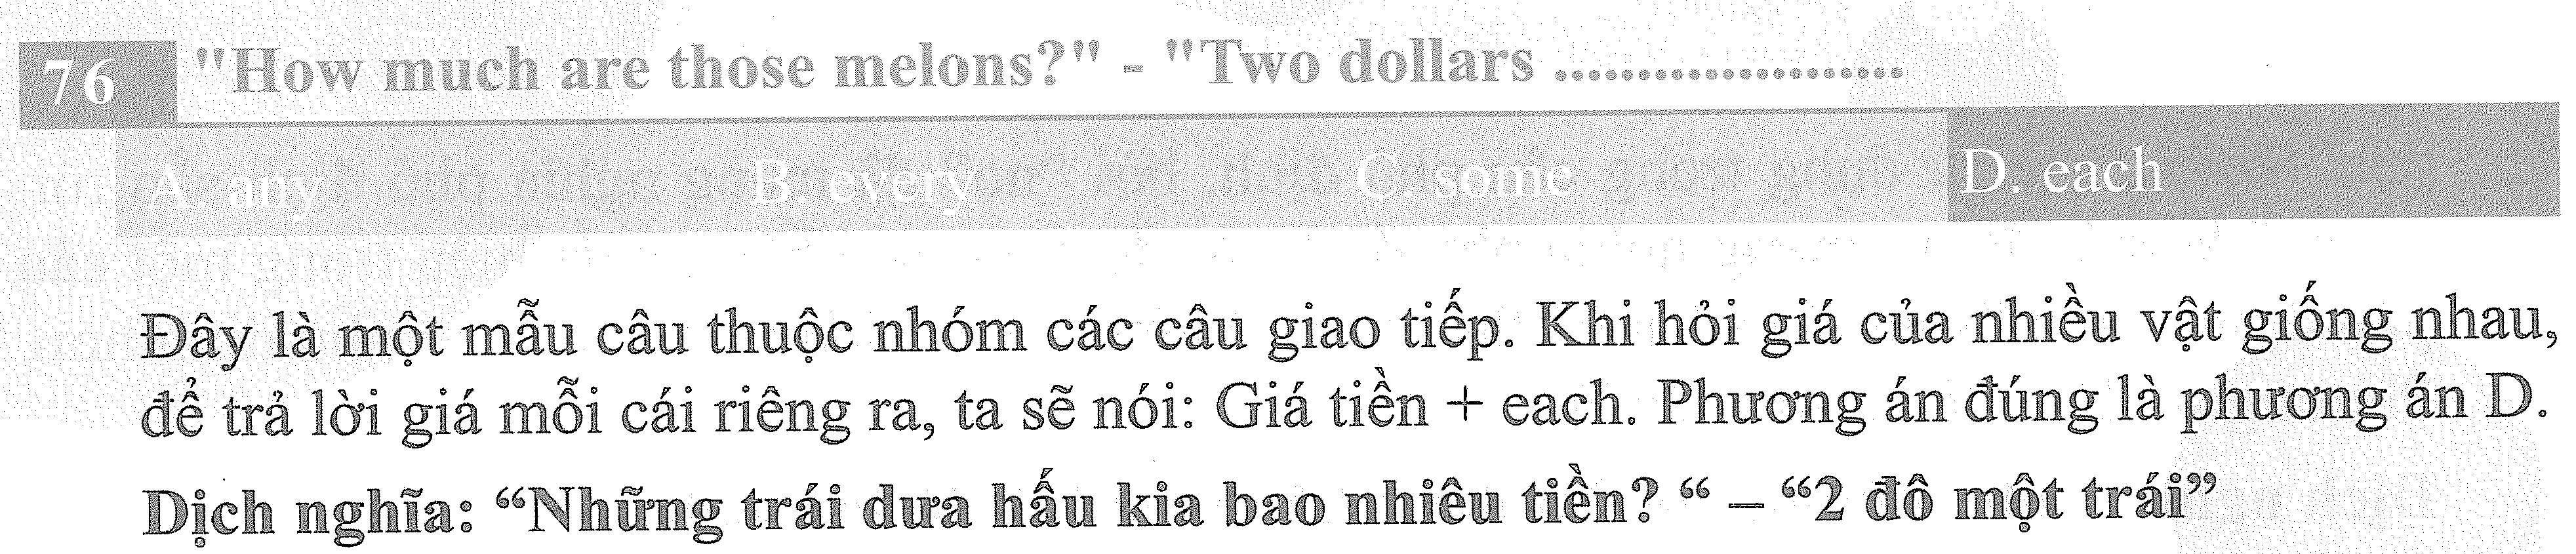 76 "How much are those melons?" - "Two dollars .....................
A. any B. every C. some D. each
Đây là một mẫu câu thuộc nhóm các câu giao tiếp. Khi hỏi giá của nhiều vật giống nhau,
để trả lời giá mỗi cái riêng ra, ta sẽ nói: Giá tiền + each. Phương án đúng là phương án D.
Dịch nghĩa: “Những trái dưa hấu kia bao nhiêu tiền? “ – “2 đô một trái”